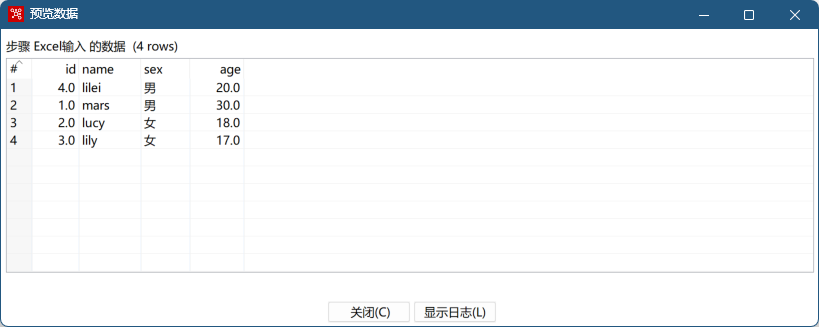 预览数据
步骤 Excel输入 的数据 (4 rows)
# id name sex age
1 4.0 lilei 男 20.0
2 1.0 mars 男 30.0
3 2.0 lucy 女 18.0
4 3.0 lily 女 17.0
关闭(C) 显示日志(L)